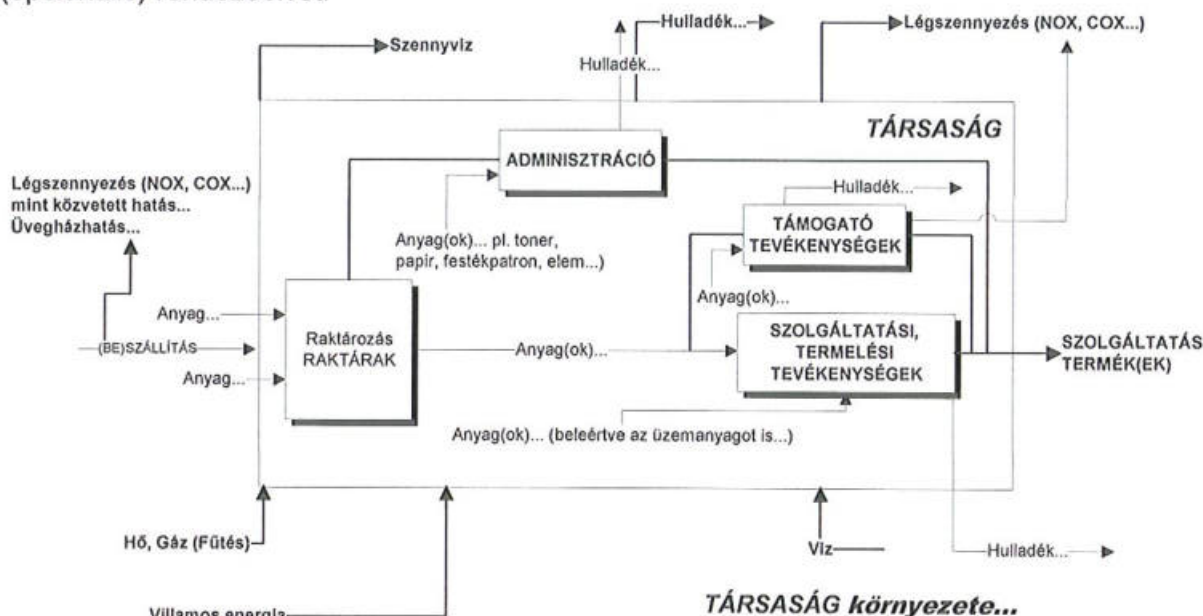 Hulladék...
Légszennyezés (NOX, COX...)
Szennyvíz
Hulladék...
TÁRSASÁG
ADMINISZTRÁCIÓ
Légszennyezés (NOX, COX...)
mint közvetett hatás...
Üvegházhatás...
Hulladék...
TÁMOGATÓ
TEVÉKENYSÉGEK
Anyag(ok)... pl. toner,
papír, festékpatron, elem...)
Anyag(ok)...
Anyag...
(BE)SZÁLLÍTÁS
Anyag...
Raktározás
RAKTÁRAK
Anyag(ok)...
SZOLGÁLTATÁSI,
TERMELÉSI
TEVÉKENYSÉGEK
SZOLGÁLTATÁS
TERMÉK(EK)
Anyag(ok)... (beleértve az üzemanyagot is...)
Hő, Gáz (Fűtés)
Víz
Hulladék...
Villamos energia
TÁRSASÁG környezete...